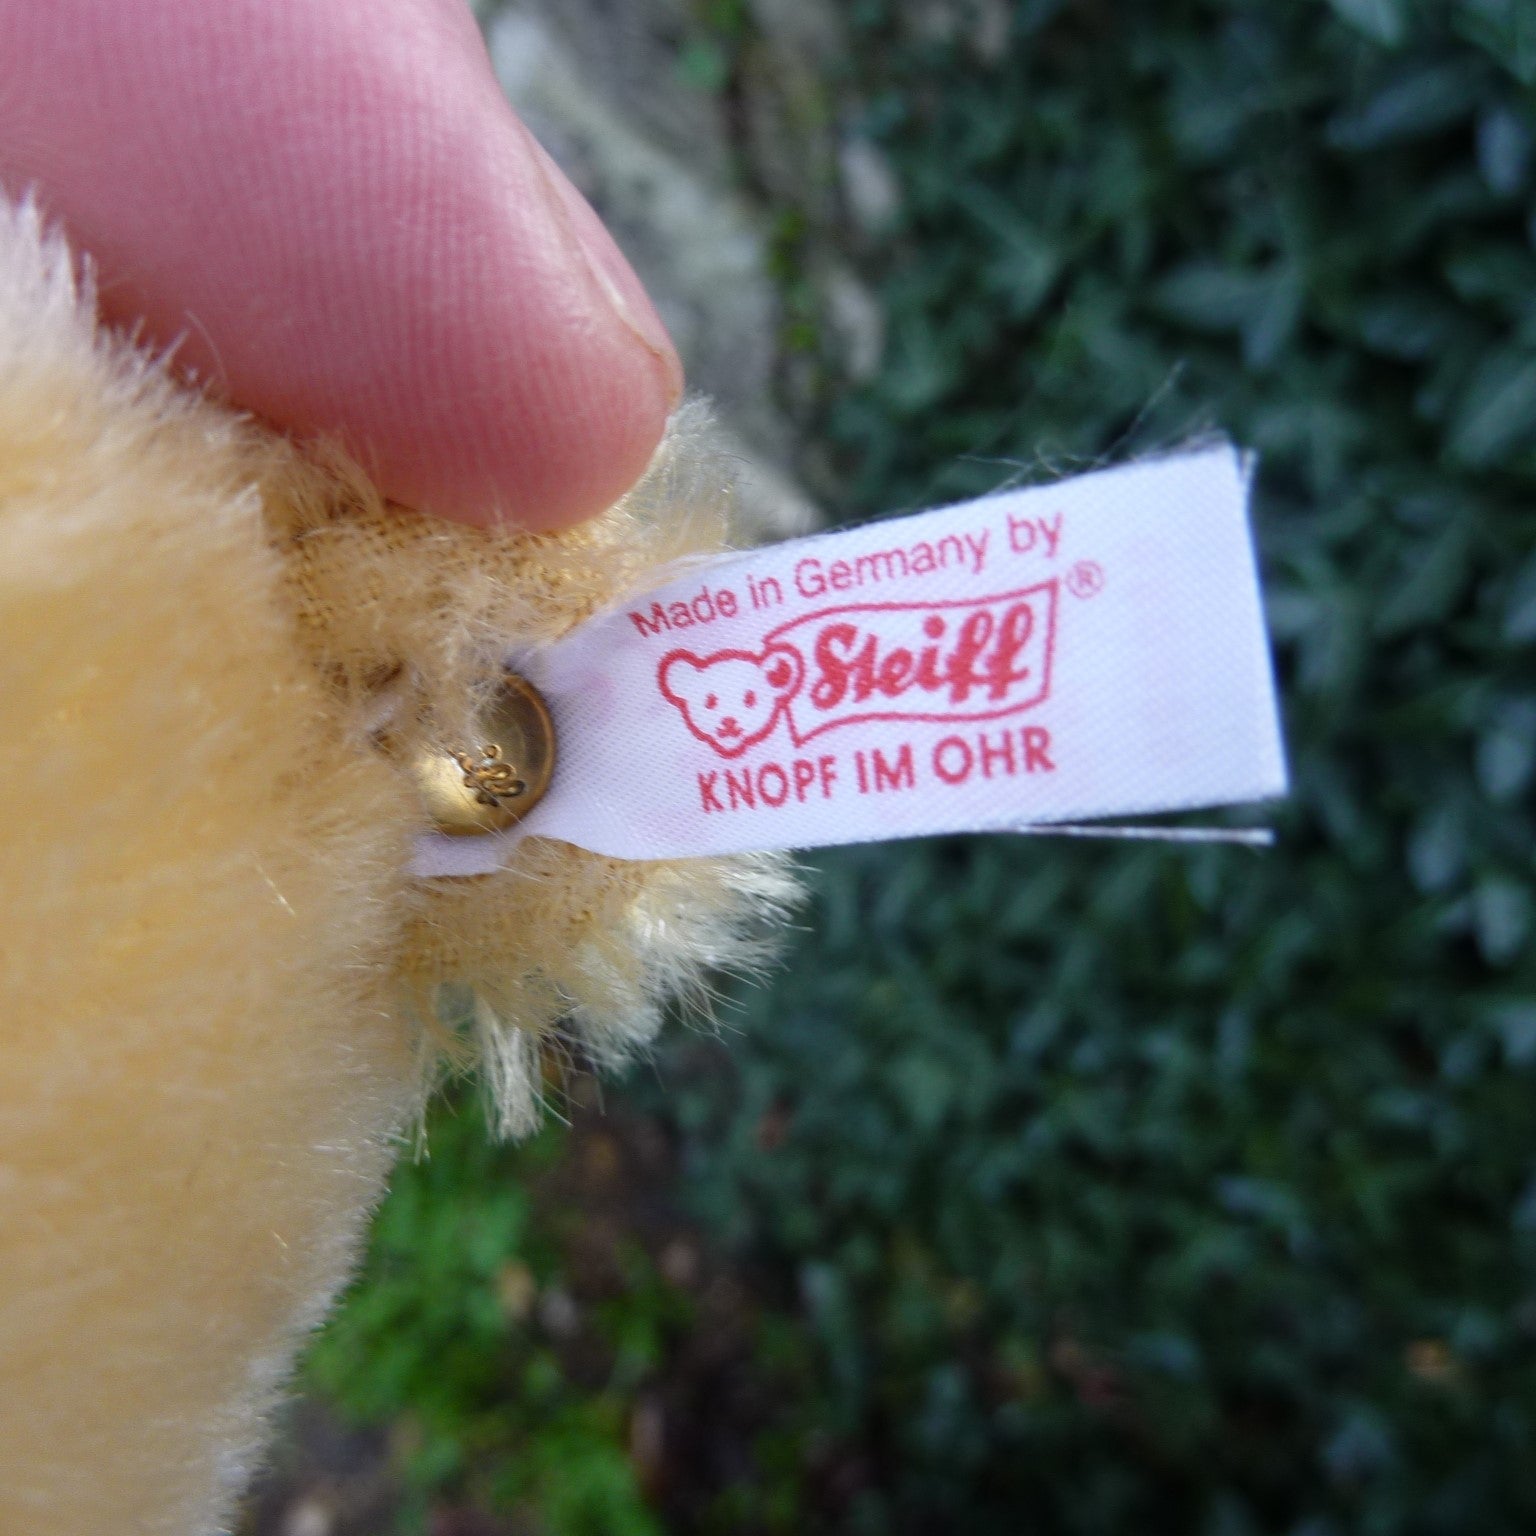 Made in Germany by
Steiff ®
KNOPF IM OHR